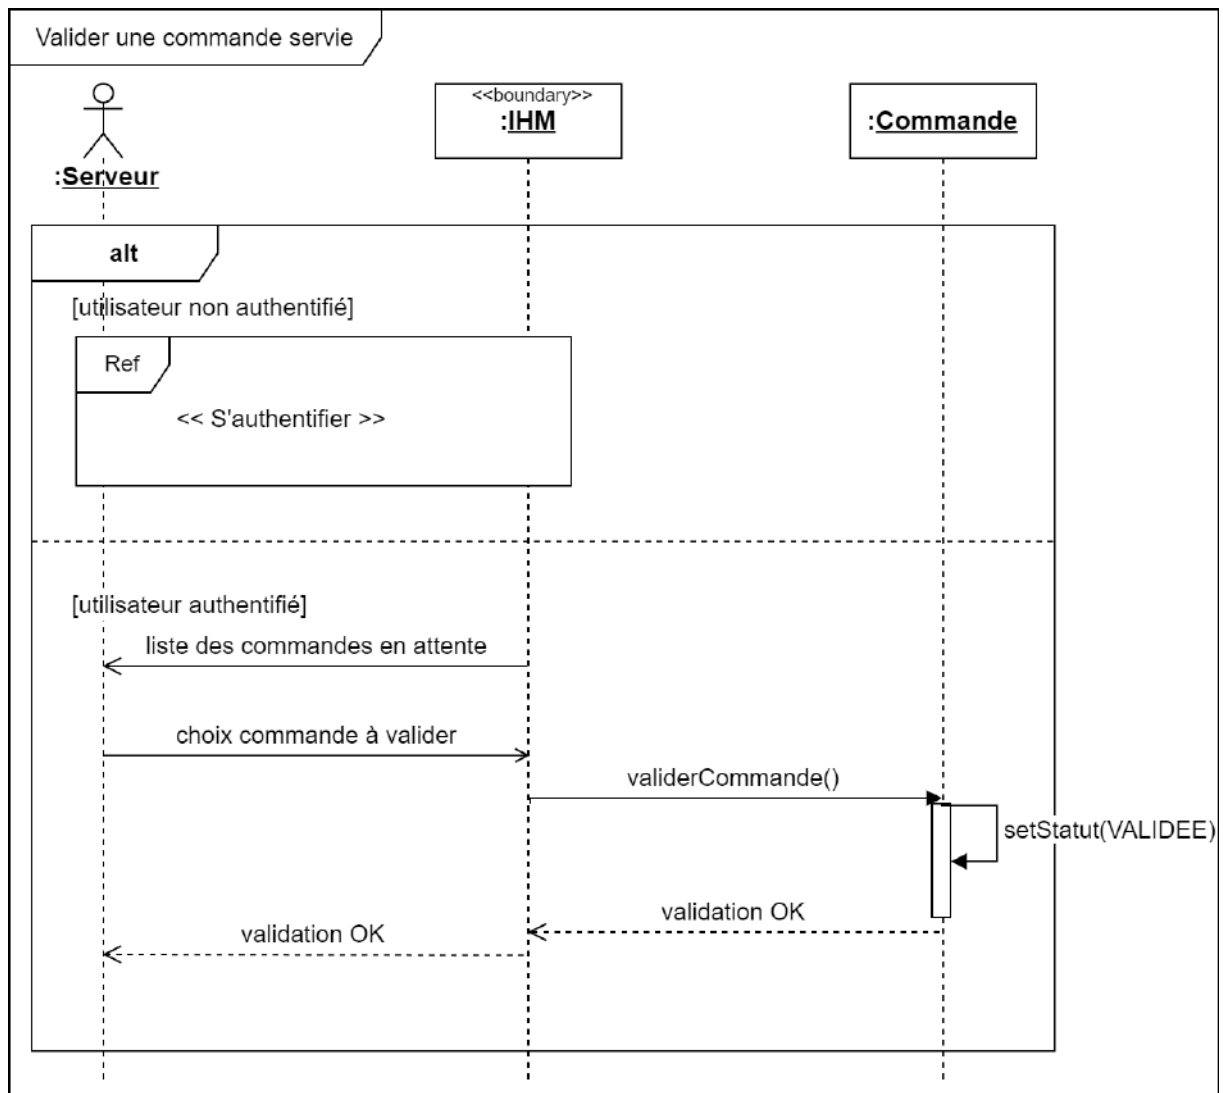 Valider une commande servie
<<boundary>>
:IHM
:Commande
:Serveur
alt
[utilisateur non authentifié]
Ref
<< S'authentifier >>
[utilisateur authentifié]
liste des commandes en attente
choix commande à valider
validerCommande()
setStatut(VALIDEE)
validation OK
validation OK